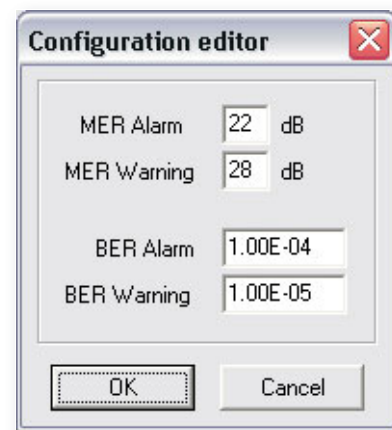 Configuration editor
MER Alarm 22 dB
MER Warning 28 dB
BER Alarm 1.00E-04
BER Warning 1.00E-05
OK Cancel